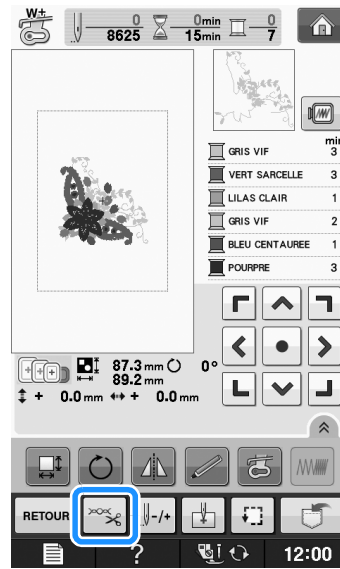 W+
0
8625
0min
15min
0
7
min
GRIS VIF 3
VERT SARCELLE 3
LILAS CLAIR 1
GRIS VIF 2
BLEU CENTAUREE 1
POURPRE 3
87.3 mm 0°
89.2 mm
+ 0.0 mm + 0.0 mm
RETOUR -/+
? 12:00